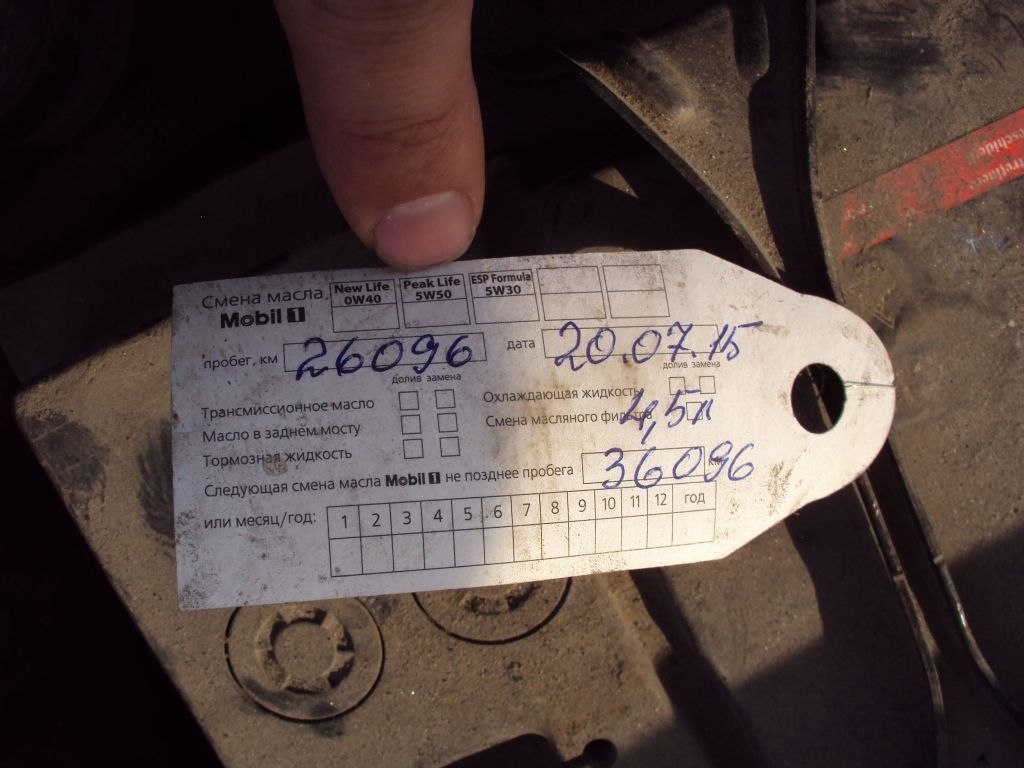 Смена масла, New Life Peak Life ESP Formula
Mobil 1 0W40 5W50 5W30
пробег, км 26096 дата 20.07.15
долив замена долив замена
Трансмиссионное масло Охлаждающая жидкость
Масло в заднем мосту Смена масляного фильтра 4,5л
Тормозная жидкость
Следующая смена масла Mobil 1 не позднее пробега 36096 км
или месяц/год: 1 2 3 4 5 6 7 8 9 10 11 12 год